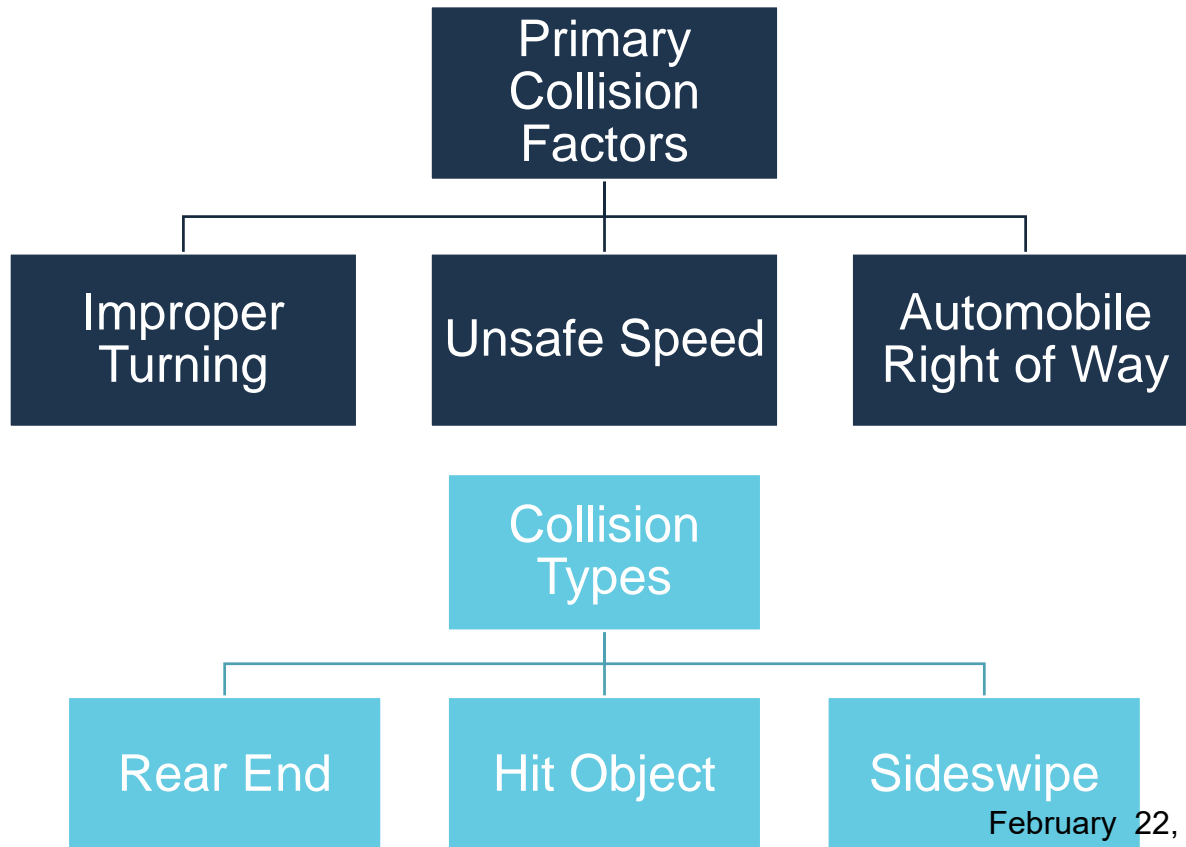 Primary
Collision
Factors
Improper
Turning
Unsafe Speed
Automobile
Right of Way
Collision
Types
Rear End
Hit Object
Sideswipe
February 22,